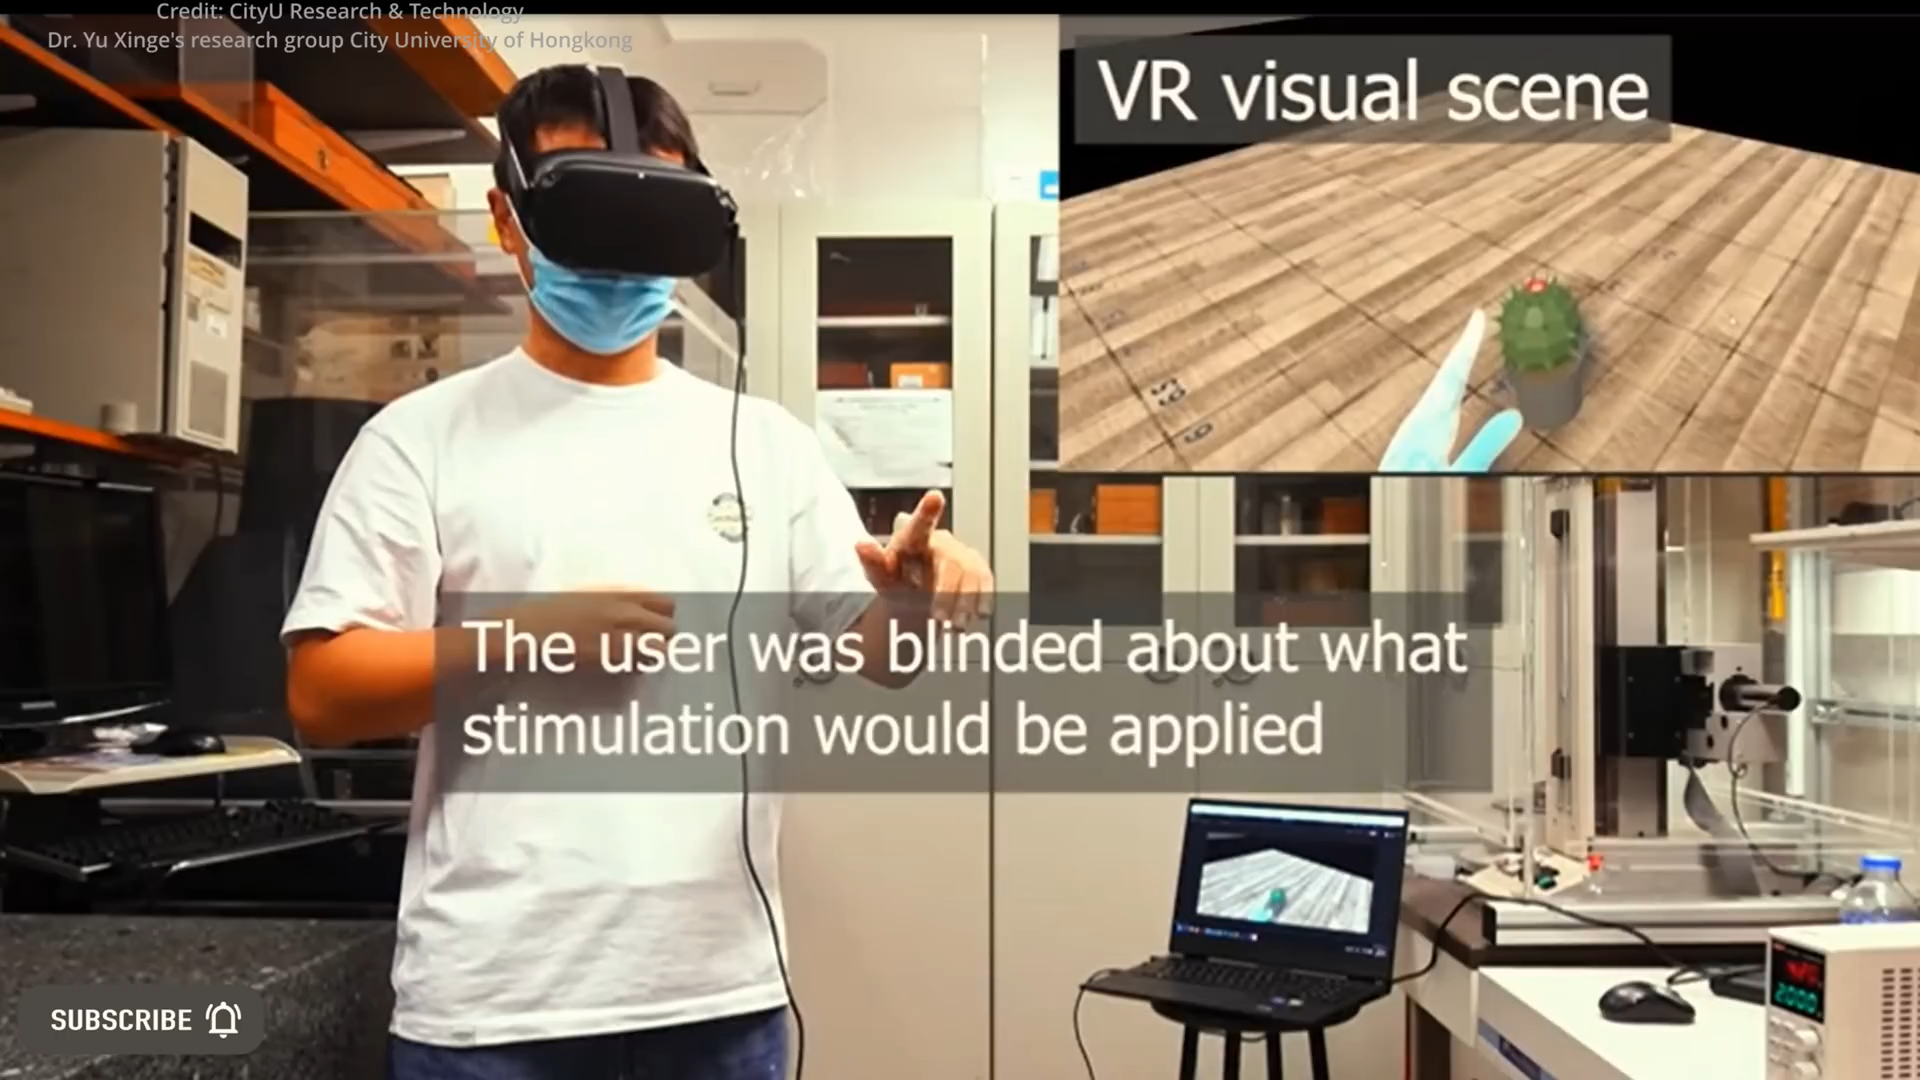 Credit: CityU Research & Technology
Dr. Yu Xinge's research group City University of Hongkong
VR visual scene
The user was blinded about what
stimulation would be applied
SUBSCRIBE